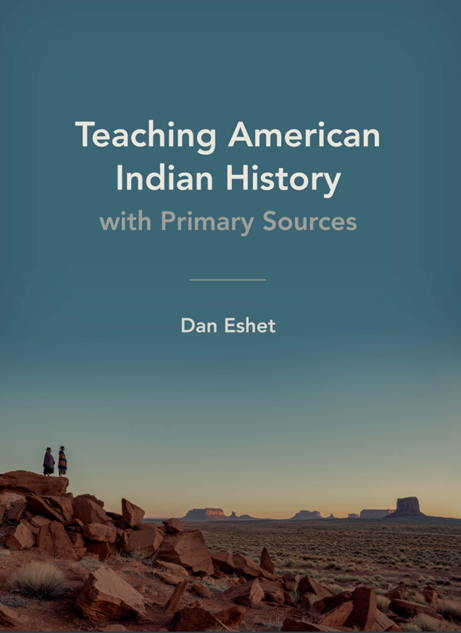 Teaching American
Indian History
with Primary Sources
Dan Eshet